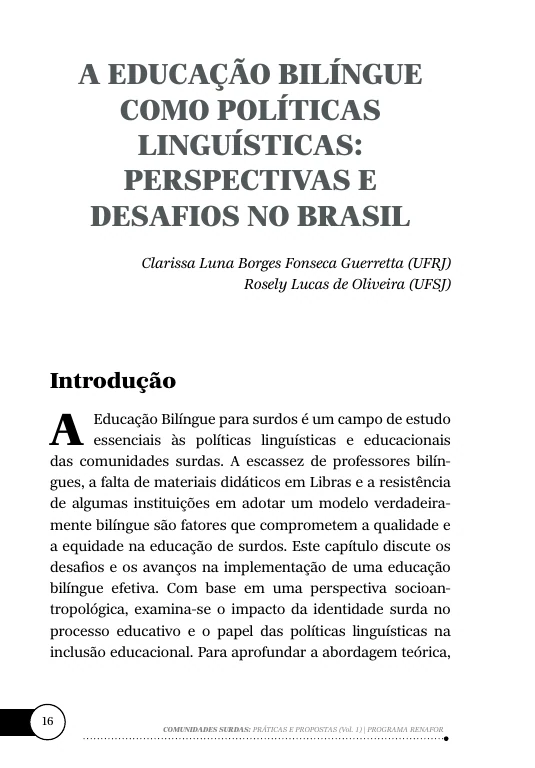 A EDUCAÇÃO BILÍNGUE
COMO POLÍTICAS
LINGUÍSTICAS:
PERSPECTIVAS E
DESAFIOS NO BRASIL
Clarissa Luna Borges Fonseca Guerretta (UFRJ)
Rosely Lucas de Oliveira (UFSJ)
Introdução
A Educação Bilíngue para surdos é um campo de estudo
essenciais às políticas linguísticas e educacionais
das comunidades surdas. A escassez de professores bilín-
gues, a falta de materiais didáticos em Libras e a resistência
de algumas instituições em adotar um modelo verdadeira-
mente bilíngue são fatores que comprometem a qualidade e
a equidade na educação de surdos. Este capítulo discute os
desafios e os avanços na implementação de uma educação
bilíngue efetiva. Com base em uma perspectiva socioan-
tropológica, examina-se o impacto da identidade surda no
processo educativo e o papel das políticas linguísticas na
inclusão educacional. Para aprofundar a abordagem teórica,
16
COMUNIDADES SURDAS: PRÁTICAS E PROPOSTAS (Vol. 1) | PROGRAMA RENAFOR